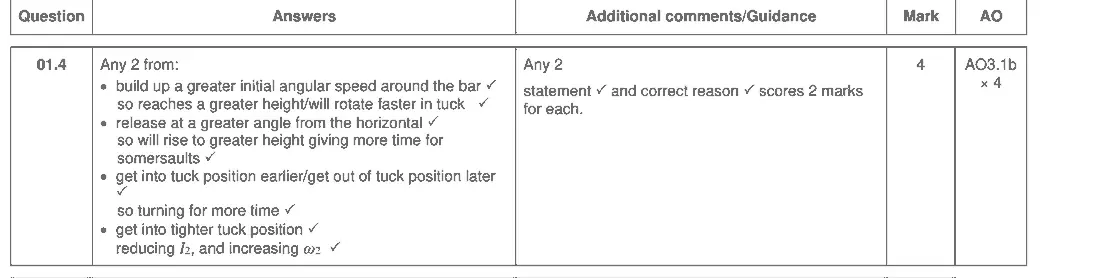 Question Answers Additional comments/Guidance Mark AO
01.4 Any 2 from: Any 2 4 AO3.1b
× 4
• build up a greater initial angular speed around the bar ✓
so reaches a greater height/will rotate faster in tuck ✓
• release at a greater angle from the horizontal ✓
so will rise to greater height giving more time for
somersaults ✓
• get into tuck position earlier/get out of tuck position later
✓
so turning for more time ✓
• get into tighter tuck position ✓
reducing I₂, and increasing ω₂ ✓
statement ✓ and correct reason ✓ scores 2 marks
for each.